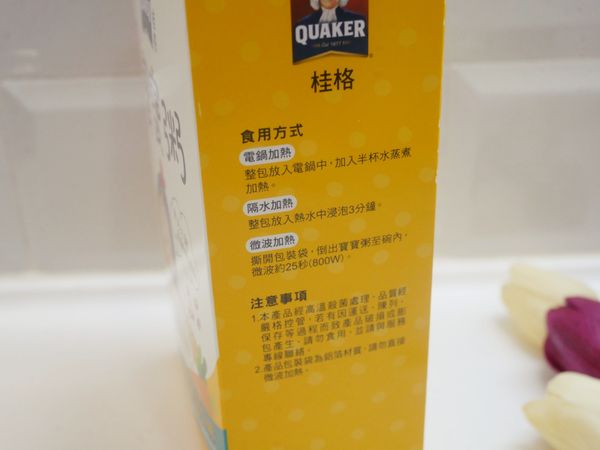 QUAKER
Est. 1877
桂格
食用方式
電鍋加熱
整包放入電鍋中，加入半杯水蒸煮
加熱。
隔水加熱
整包放入熱水中浸泡3分鐘。
微波加熱
撕開包裝袋，倒出寶寶粥至碗內，
微波約25秒(800W)。
注意事項
1.本產品經高溫殺菌處理、品質經
嚴格控管，若有因運送、陳列、
保存等過程而致產品破損或膨
包產生，請勿食用，並請與服務
專線聯絡。
2.產品包裝袋為鋁箔材質，請勿直接
微波加熱。
粥